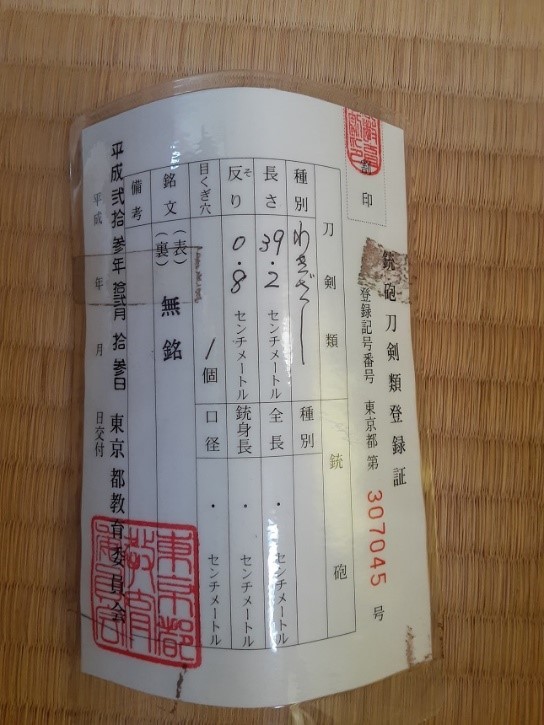 銃砲刀剣類登録証
登録記号番号 東京都 第 307045 号
印
刀剣類
種別 わきざし
長さ 39.2 センチメートル
反り そ 0.8 センチメートル
目くぎ穴 1個
銘文 (表) (裏) 無銘
備考
銃砲
種別
全長 ・ センチメートル
銃身長 ・ センチメートル
口径 ・ センチメートル
平成弐拾参年拾弐月拾参日
平成 年 月 日交付
東京都教育委員会